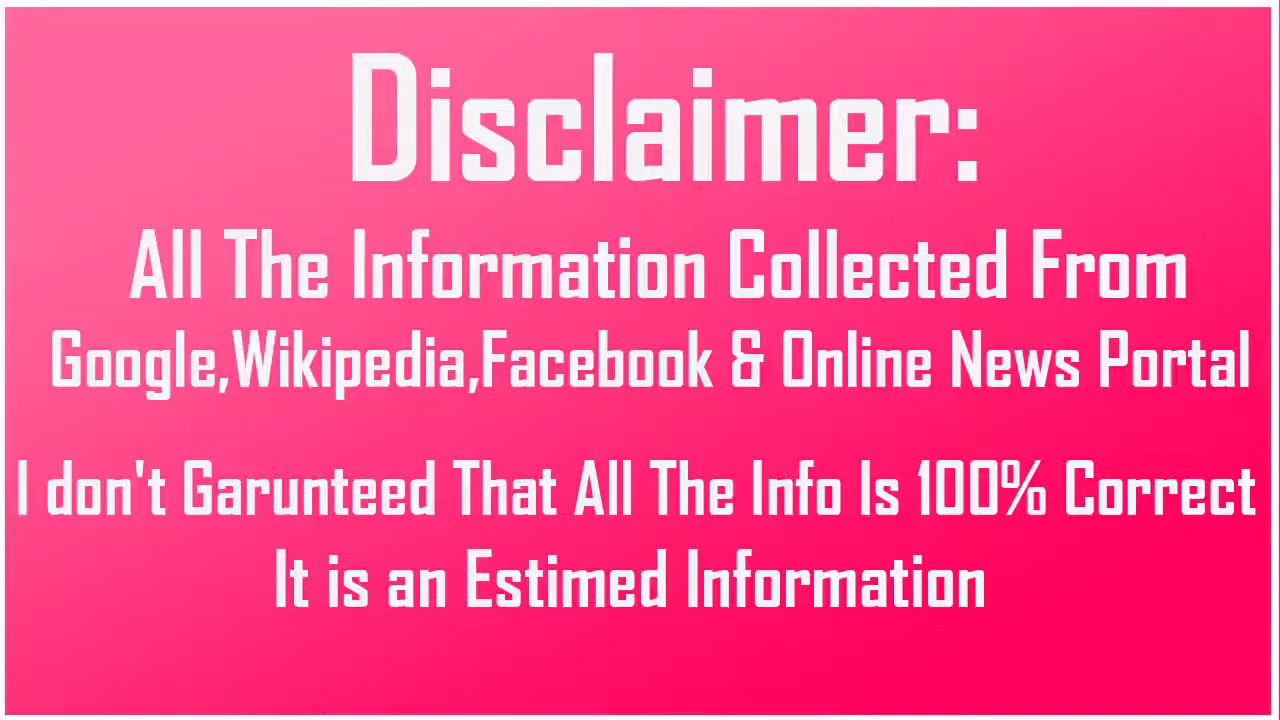 Disclaimer:
All The Information Collected From
Google,Wikipedia,Facebook & Online News Portal
I don't Garunteed That All The Info Is 100% Correct
It is an Estimed Information